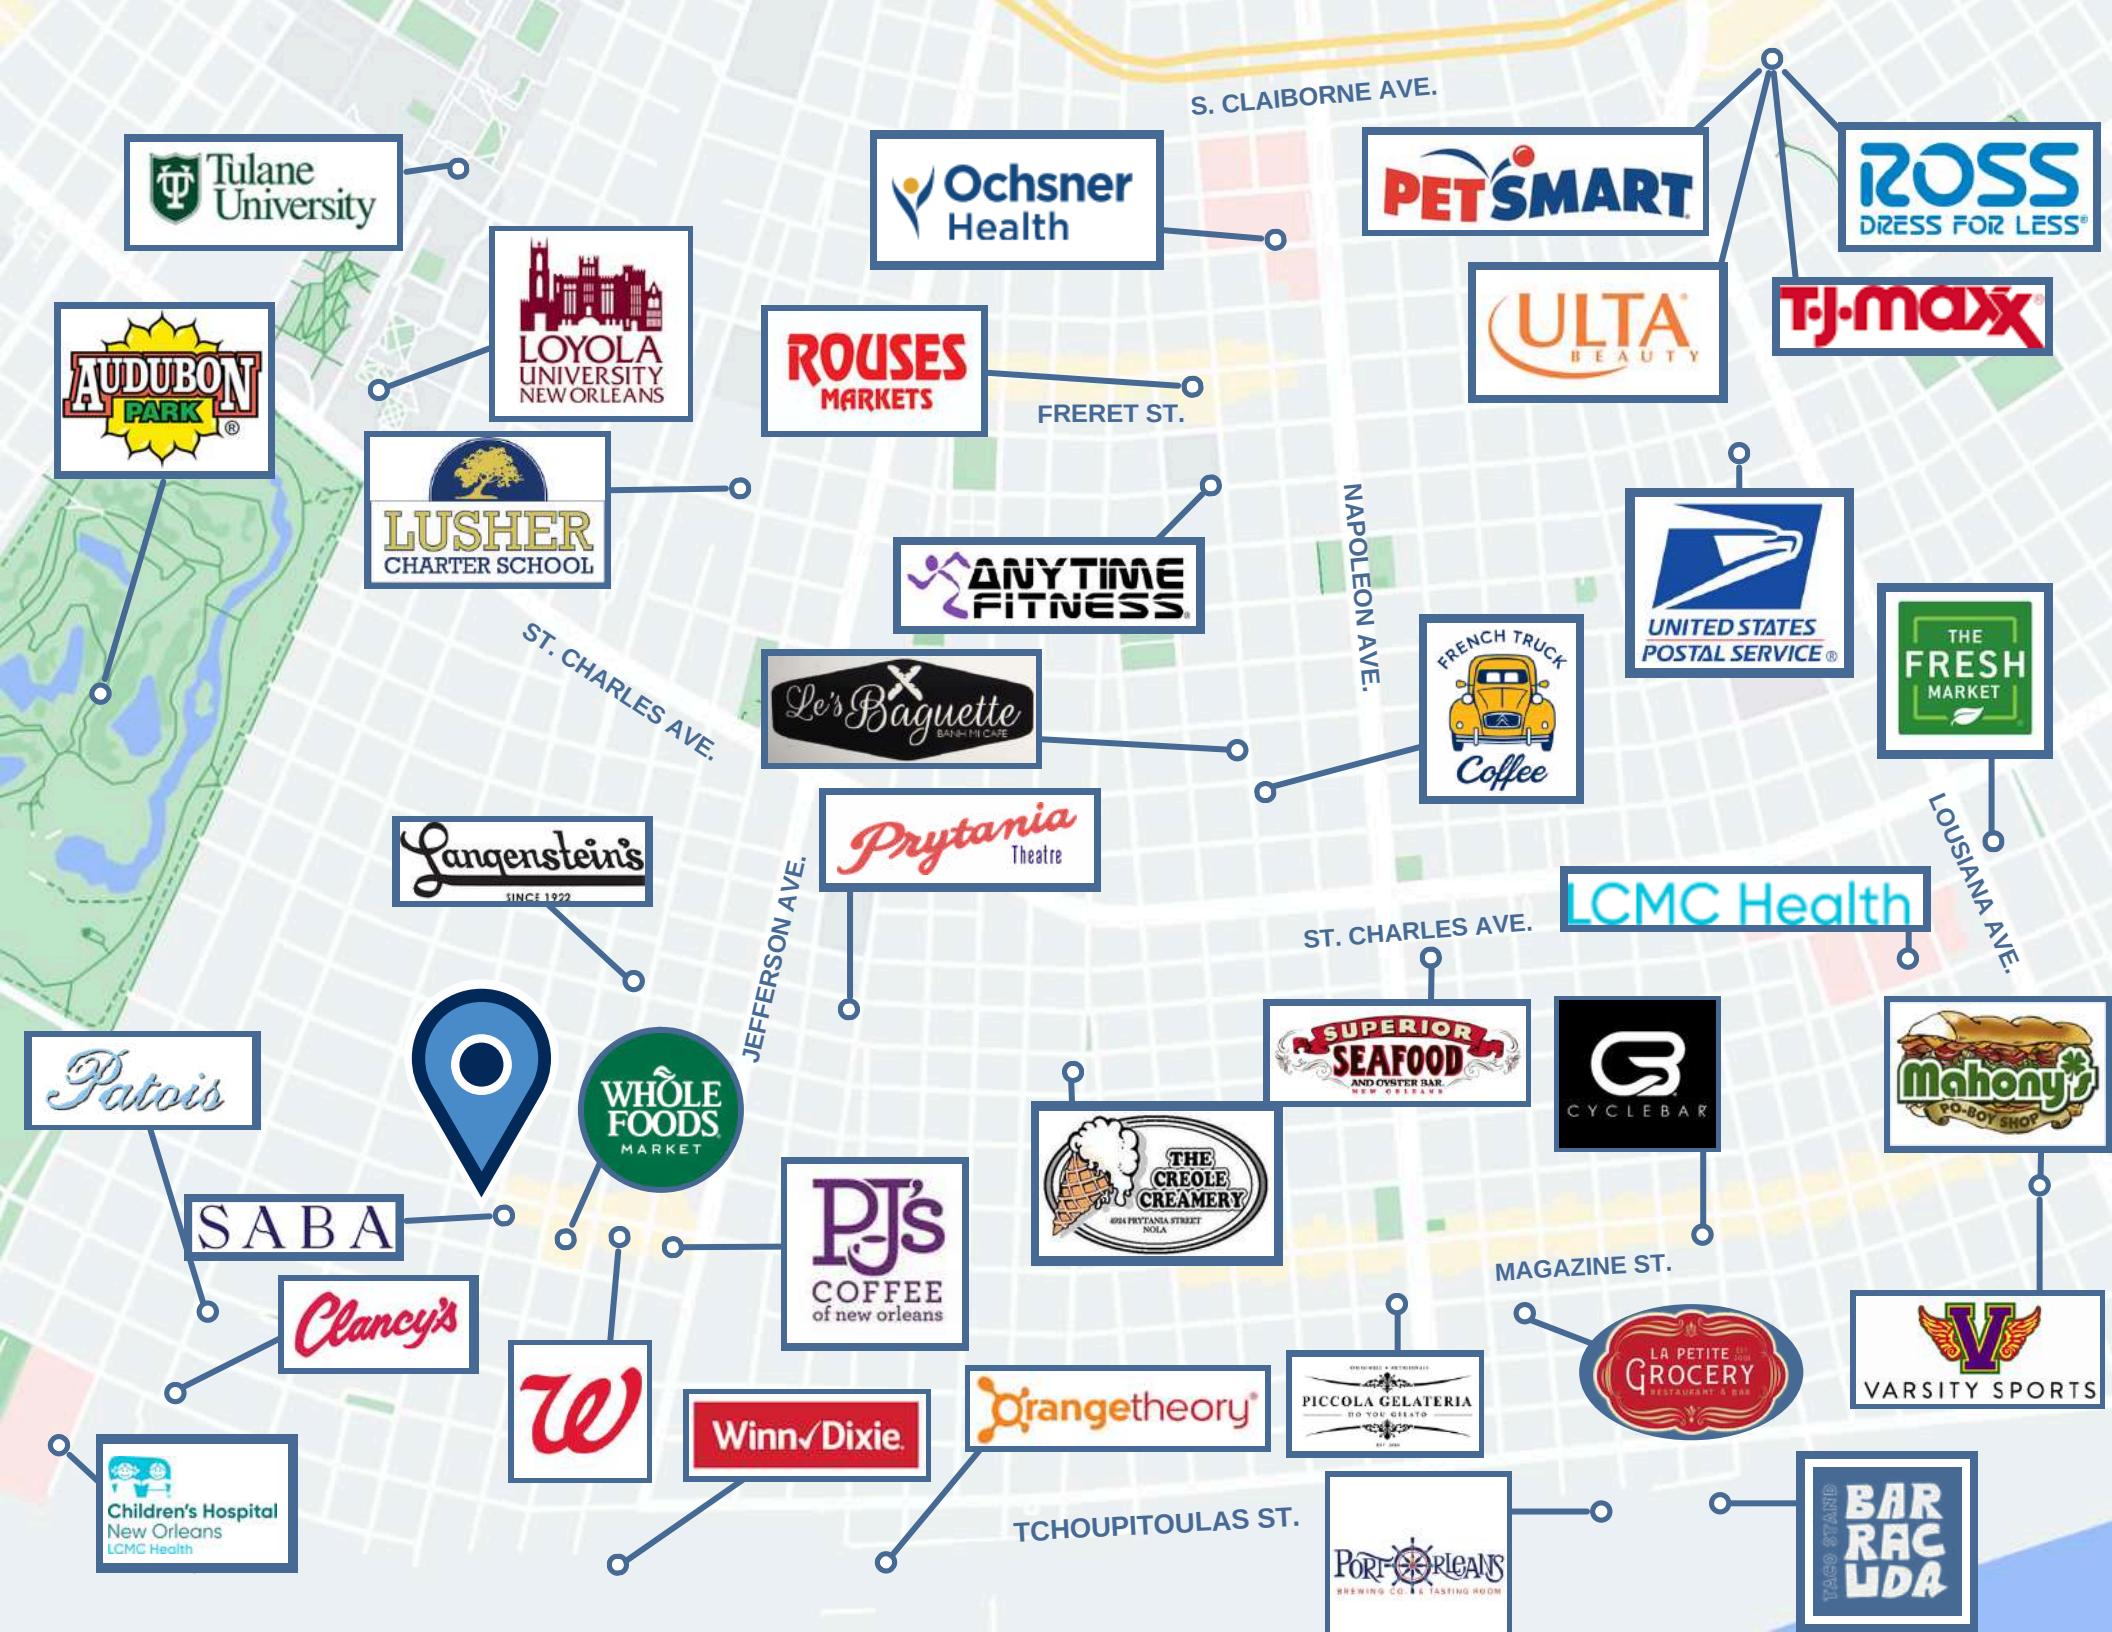 S. CLAIBORNE AVE.
Tulane
University
Ochsner
Health
PETSMART
ROSS
DRESS FOR LESS®
LOYOLA
UNIVERSITY
NEW ORLEANS
ULTA
BEAUTY
T·J·maxx®
AUDUBON
PARK
®
ROUSES
MARKETS
FRERET ST.
LUSHER
CHARTER SCHOOL
NAPOLEON AVE.
UNITED STATES
POSTAL SERVICE ®
ANYTIME
FITNESS®
THE
FRESH
MARKET
FRENCH TRUCK
Coffee
ST. CHARLES AVE.
Le's Baguette
BANH MI CAFE
Prytania
Theatre
Langenstein's
SINCE 1922
LOUSIANA AVE.
JEFFERSON AVE.
LCMC Health
ST. CHARLES AVE.
SUPERIOR
SEAFOOD
AND OYSTER BAR
NEW ORLEANS
CB
CYCLEBAR
Mahony's
PO-BOY SHOP
Patois
WHOLE
FOODS
MARKET
THE
CREOLE
CREAMERY
4924 PRYTANIA STREET
NOLA
SABA
PJ's
COFFEE
of new orleans
MAGAZINE ST.
Clancy's
LA PETITE
GROCERY
RESTAURANT & BAR
V
VARSITY SPORTS
W
Winn✓Dixie
Orangetheory®
PICCOLA GELATERIA
DO YOU GELATO
Children's Hospital
New Orleans
LCMC Health
TCHOUPITOULAS ST.
PORT ORLEANS
BREWING CO. & TASTING ROOM
TACO STAND
BAR
RAC
UDA